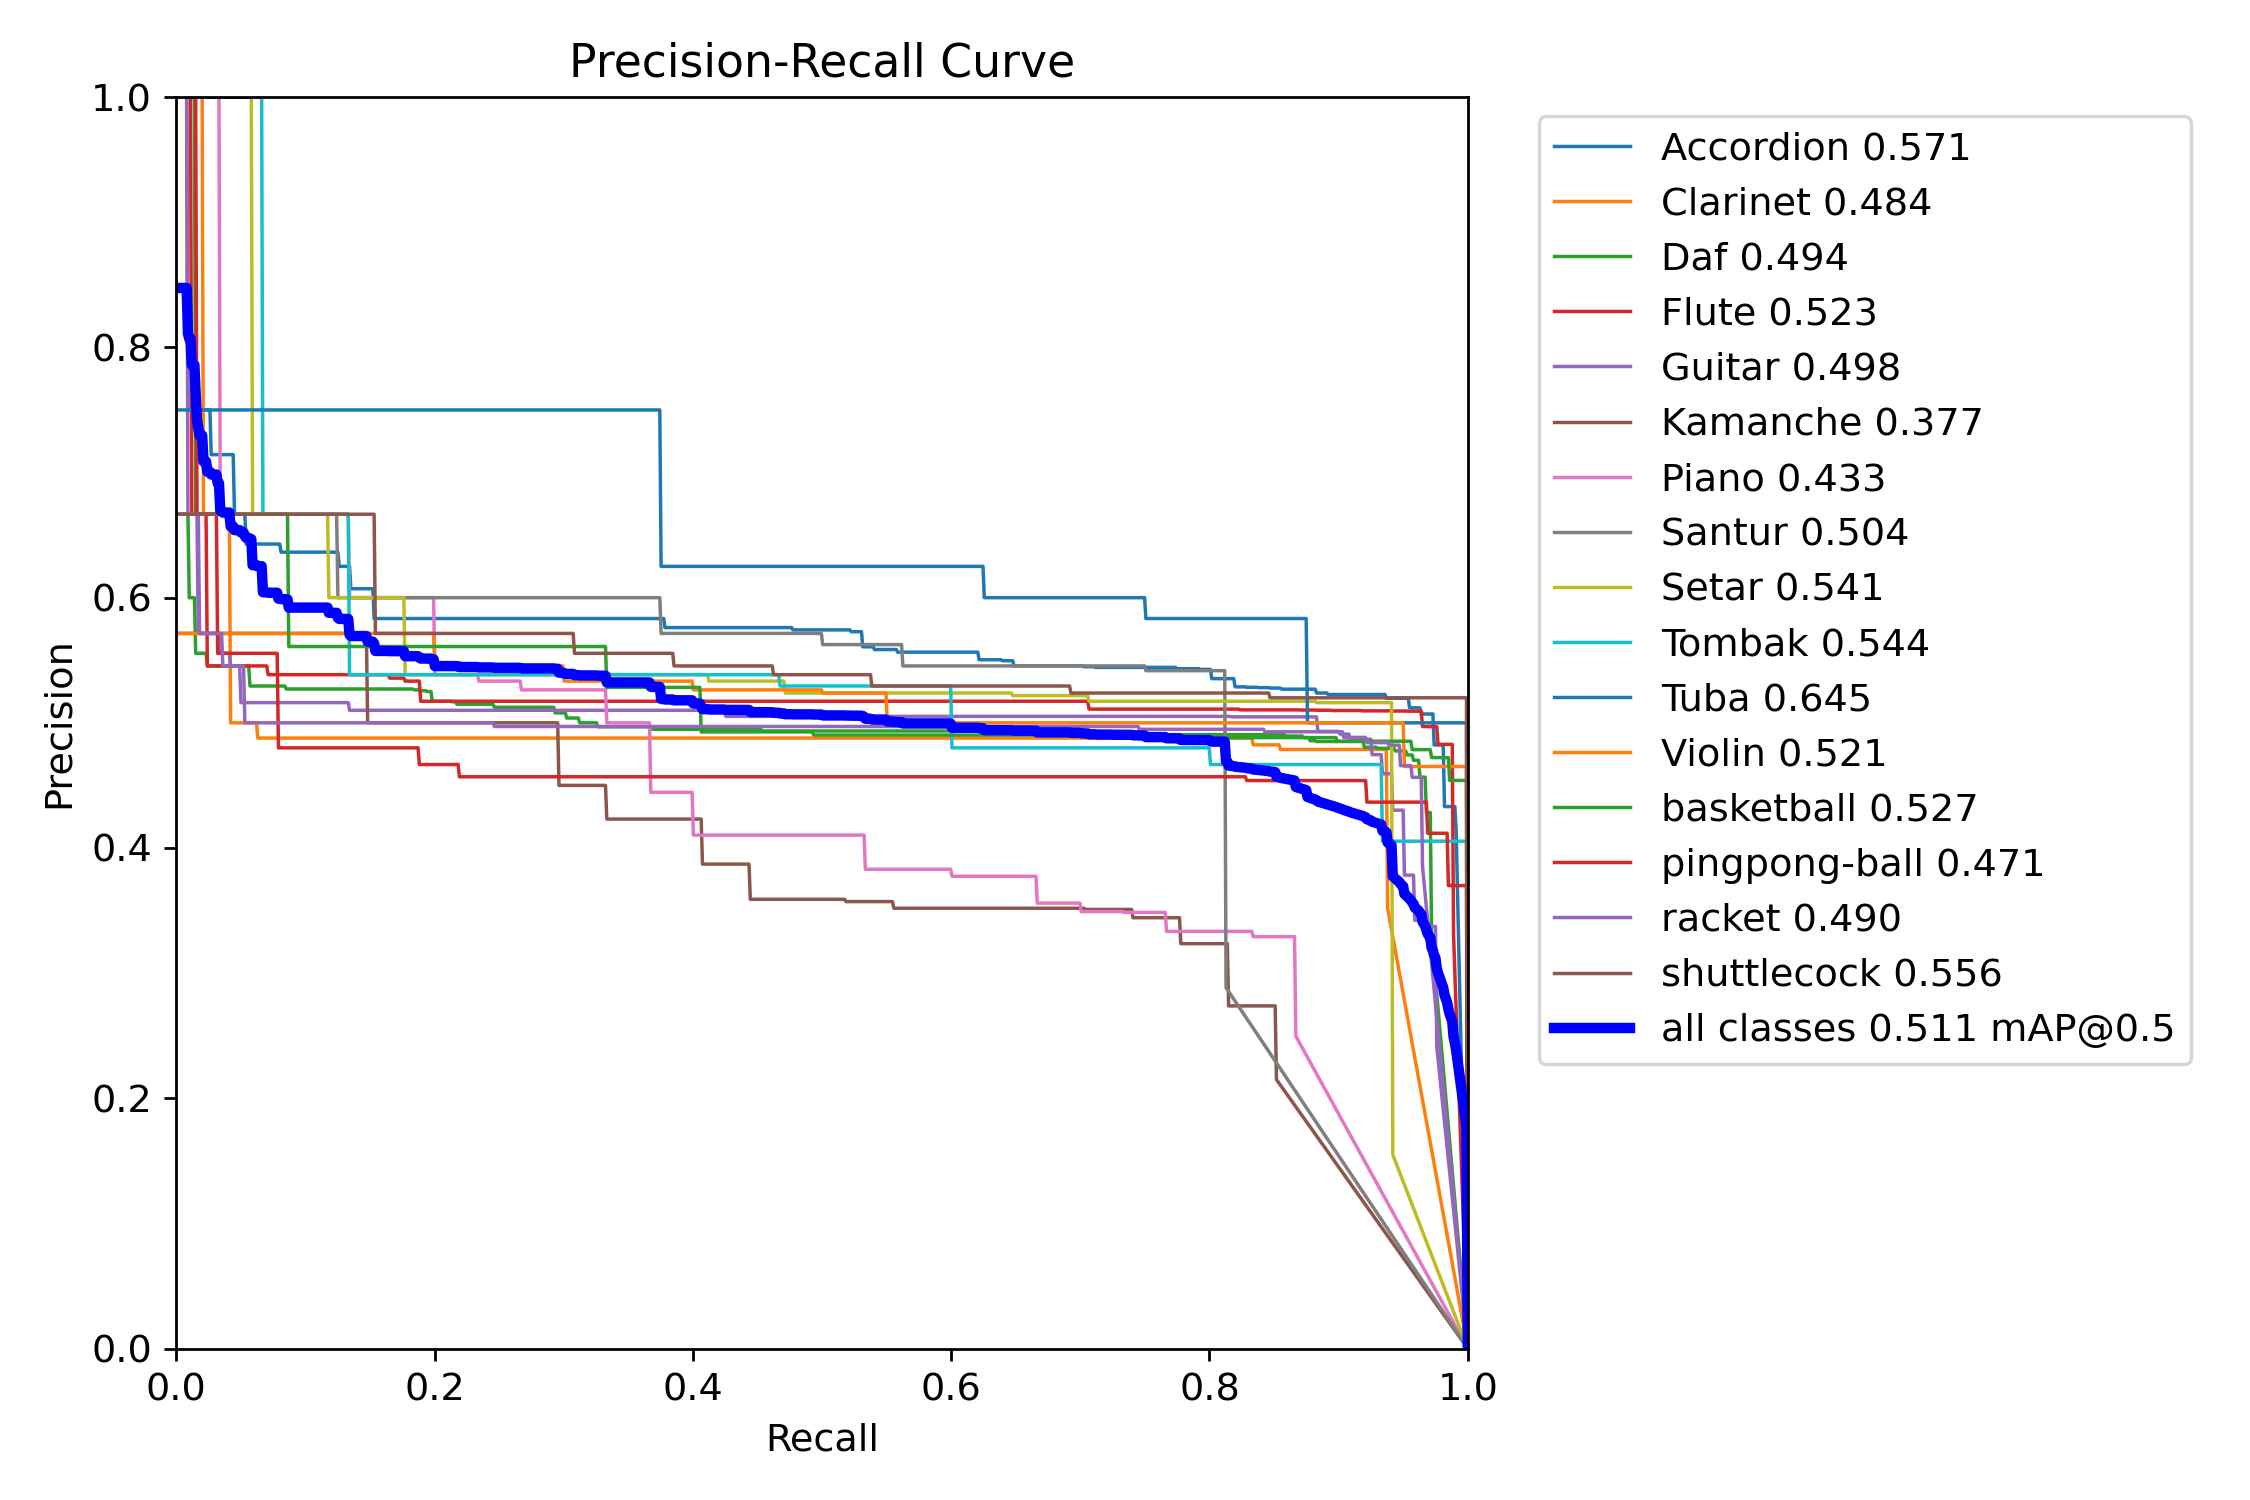 Precision-Recall Curve
1.0
0.8
0.6
0.4
0.2
0.0
Precision
0.0 0.2 0.4 0.6 0.8 1.0
Recall
Accordion 0.571
Clarinet 0.484
Daf 0.494
Flute 0.523
Guitar 0.498
Kamanche 0.377
Piano 0.433
Santur 0.504
Setar 0.541
Tombak 0.544
Tuba 0.645
Violin 0.521
basketball 0.527
pingpong-ball 0.471
racket 0.490
shuttlecock 0.556
all classes 0.511 mAP@0.5